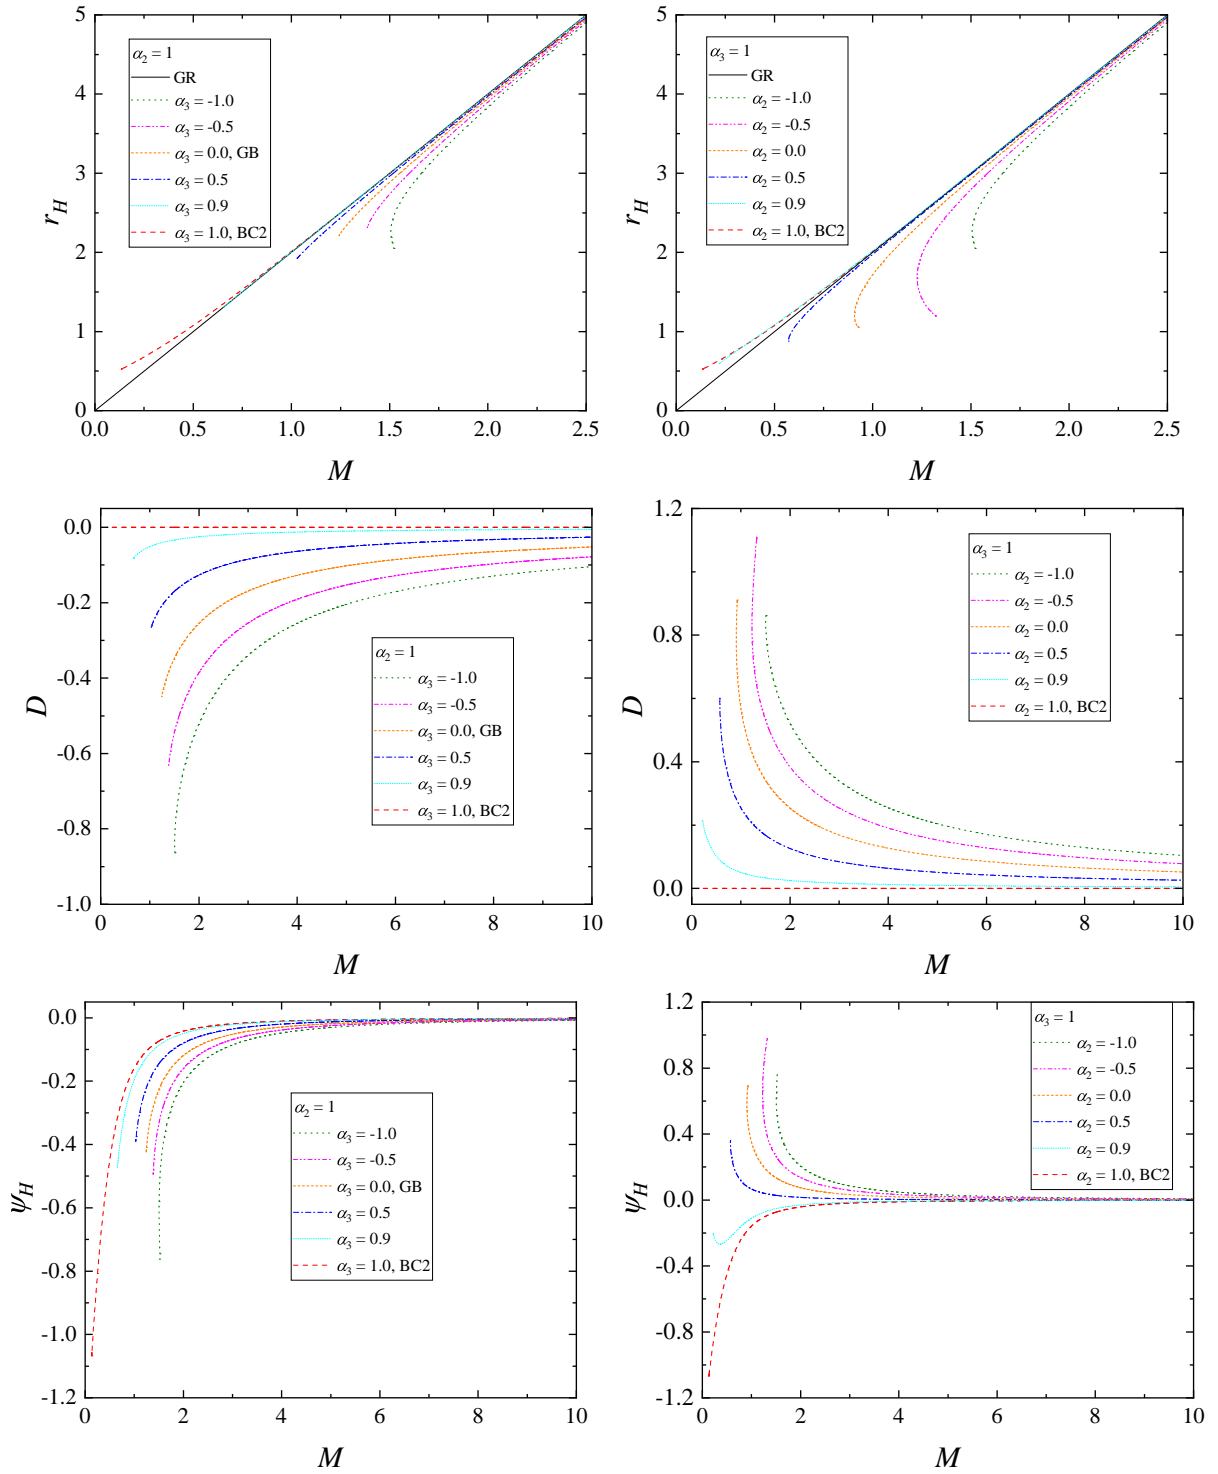 5
4
3
2
1
0
r_H
α₂ = 1
GR
α₃ = -1.0
α₃ = -0.5
α₃ = 0.0, GB
α₃ = 0.5
α₃ = 0.9
α₃ = 1.0, BC2
0.0 0.5 1.0 1.5 2.0 2.5
M
5
4
3
2
1
0
r_H
α₃ = 1
GR
α₂ = -1.0
α₂ = -0.5
α₂ = 0.0
α₂ = 0.5
α₂ = 0.9
α₂ = 1.0, BC2
0.0 0.5 1.0 1.5 2.0 2.5
M
0.0
-0.2
-0.4
-0.6
-0.8
-1.0
D
α₂ = 1
α₃ = -1.0
α₃ = -0.5
α₃ = 0.0, GB
α₃ = 0.5
α₃ = 0.9
α₃ = 1.0, BC2
0 2 4 6 8 10
M
1.2
0.8
0.4
0.0
D
α₃ = 1
α₂ = -1.0
α₂ = -0.5
α₂ = 0.0
α₂ = 0.5
α₂ = 0.9
α₂ = 1.0, BC2
0 2 4 6 8 10
M
0.0
-0.2
-0.4
-0.6
-0.8
-1.0
-1.2
ψ_H
α₂ = 1
α₃ = -1.0
α₃ = -0.5
α₃ = 0.0, GB
α₃ = 0.5
α₃ = 0.9
α₃ = 1.0, BC2
0 2 4 6 8 10
M
1.2
0.8
0.4
0.0
-0.4
-0.8
-1.2
ψ_H
α₃ = 1
α₂ = -1.0
α₂ = -0.5
α₂ = 0.0
α₂ = 0.5
α₂ = 0.9
α₂ = 1.0, BC2
0 2 4 6 8 10
M